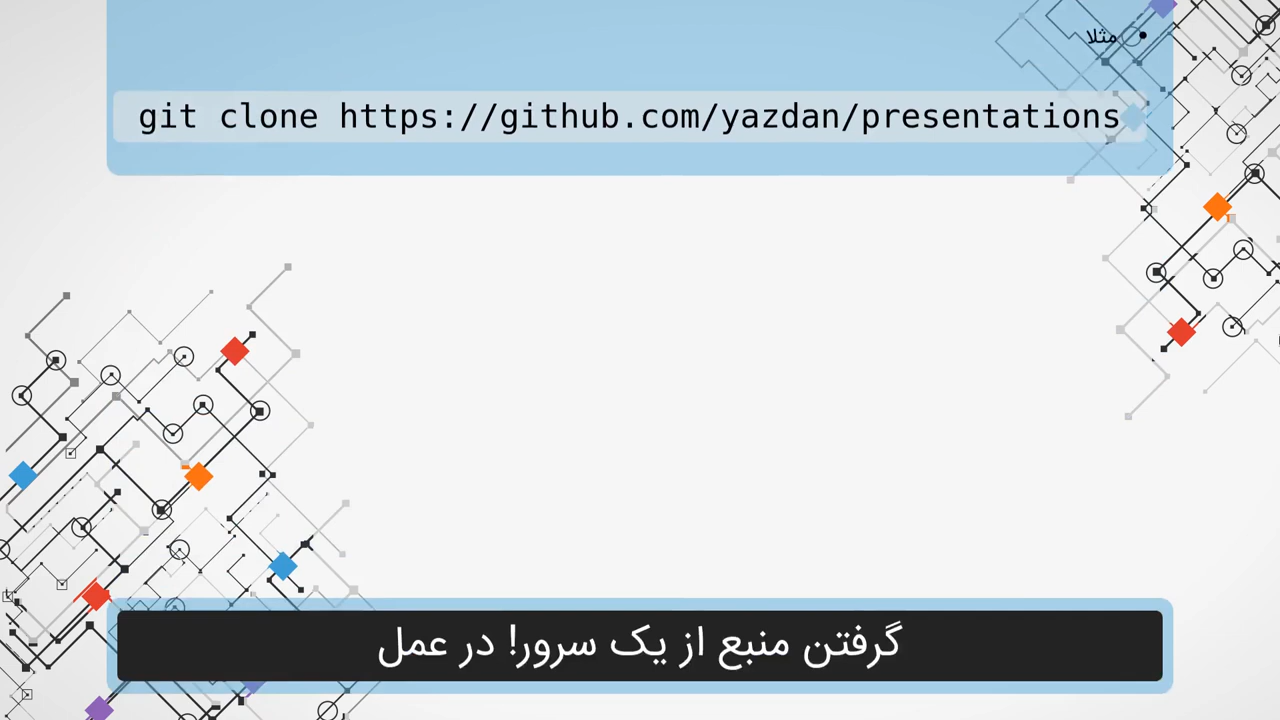 مثلا
git clone https://github.com/yazdan/presentations
گرفتن منبع از یک سرور! در عمل